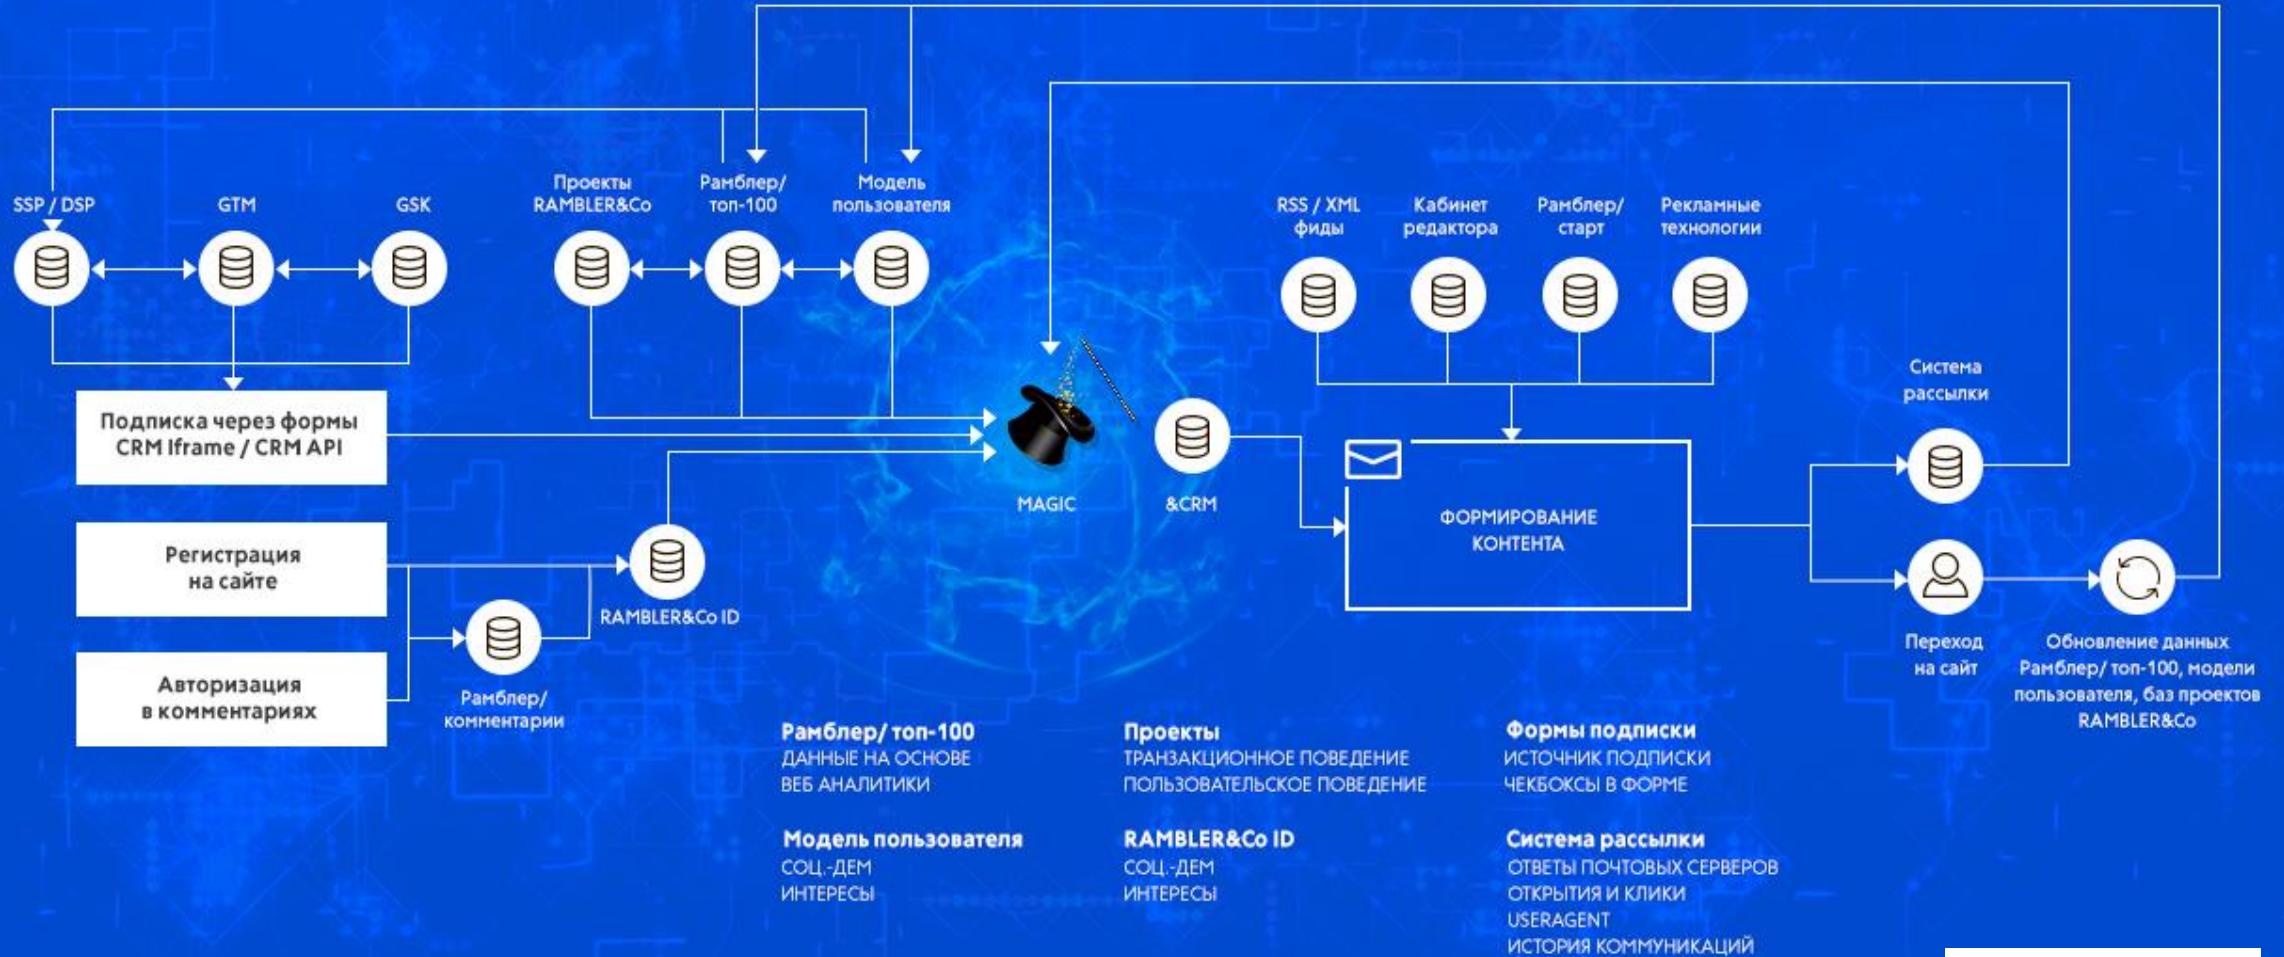 SSP / DSP
GTM
GSK
Проекты
RAMBLER&Co
Рамблер/
топ-100
Модель
пользователя
RSS / XML
фиды
Кабинет
редактора
Рамблер/
старт
Рекламные
технологии
Подписка через формы
CRM Iframe / CRM API
Регистрация
на сайте
Авторизация
в комментариях
Рамблер/
комментарии
RAMBLER&Co ID
MAGIC
&CRM
ФОРМИРОВАНИЕ
КОНТЕНТА
Система
рассылки
Переход
на сайт
Обновление данных
Рамблер/ топ-100, модели
пользователя, баз проектов
RAMBLER&Co
Рамблер/ топ-100
ДАННЫЕ НА ОСНОВЕ
ВЕБ АНАЛИТИКИ
Проекты
ТРАНЗАКЦИОННОЕ ПОВЕДЕНИЕ
ПОЛЬЗОВАТЕЛЬСКОЕ ПОВЕДЕНИЕ
Формы подписки
ИСТОЧНИК ПОДПИСКИ
ЧЕКБОКСЫ В ФОРМЕ
Модель пользователя
СОЦ.-ДЕМ
ИНТЕРЕСЫ
RAMBLER&Co ID
СОЦ.-ДЕМ
ИНТЕРЕСЫ
Система рассылки
ОТВЕТЫ ПОЧТОВЫХ СЕРВЕРОВ
ОТКРЫТИЯ И КЛИКИ
USERAGENT
ИСТОРИЯ КОММУНИКАЦИЙ